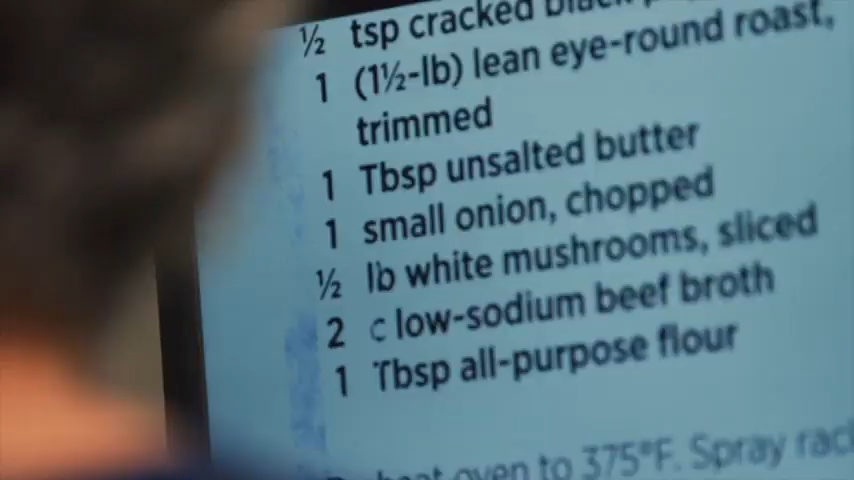 ½ tsp cracked black
1 (1½-lb) lean eye-round roast,
trimmed
1 Tbsp unsalted butter
1 small onion, chopped
½ lb white mushrooms, sliced
2 c low-sodium beef broth
1 Tbsp all-purpose flour
oven to 375°F. Spray